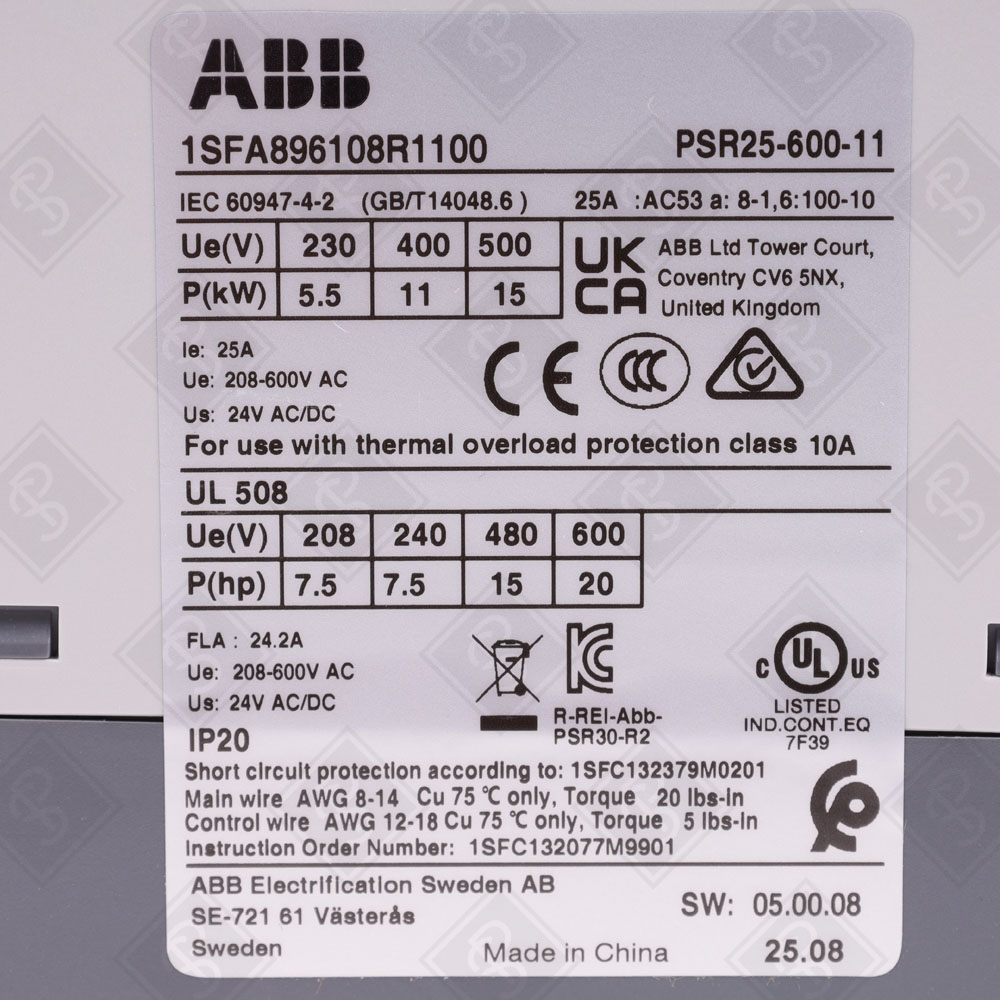 ABB
1SFA896108R1100 PSR25-600-11
IEC 60947-4-2 (GB/T14048.6) 25A :AC53 a: 8-1,6:100-10
Ue(V) 230 400 500
P(kW) 5.5 11 15
UK
CA
ABB Ltd Tower Court,
Coventry CV6 5NX,
United Kingdom
Ie: 25A
Ue: 208-600V AC
Us: 24V AC/DC
CE CCC
For use with thermal overload protection class 10A
UL 508
Ue(V) 208 240 480 600
P(hp) 7.5 7.5 15 20
FLA : 24.2A
Ue: 208-600V AC
Us: 24V AC/DC
IP20
KC
R-REI-Abb-
PSR30-R2
c UL US
LISTED
IND.CONT.EQ
7F39
Short circuit protection according to: 1SFC132379M0201
Main wire AWG 8-14 Cu 75 °C only, Torque 20 lbs-in
Control wire AWG 12-18 Cu 75 °C only, Torque 5 lbs-in
Instruction Order Number: 1SFC132077M9901
ABB Electrification Sweden AB
SE-721 61 Västerås
Sweden
Made in China
SW: 05.00.08
25.08